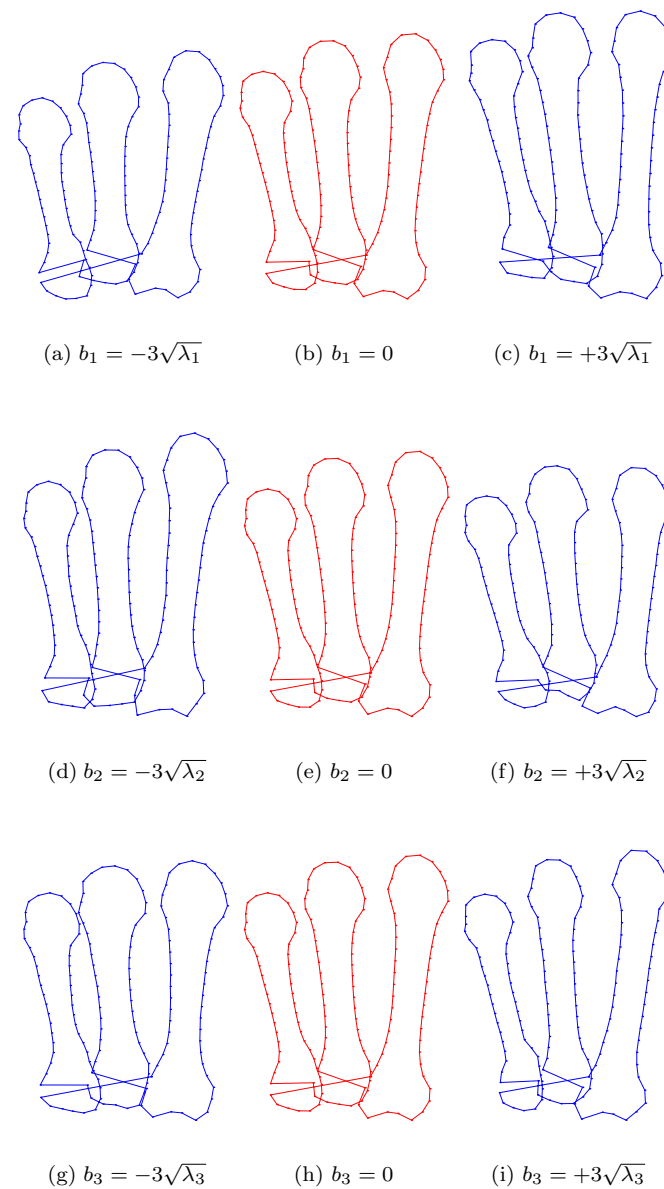 (a) b₁ = −3√λ₁ (b) b₁ = 0 (c) b₁ = +3√λ₁
(d) b₂ = −3√λ₂ (e) b₂ = 0 (f) b₂ = +3√λ₂
(g) b₃ = −3√λ₃ (h) b₃ = 0 (i) b₃ = +3√λ₃